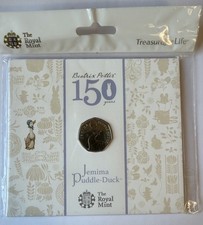 The
Royal
Mint
Treasure for Life
Beatrix Potter
150
years
Jemima
Puddle-Duck
The
Royal
Mint